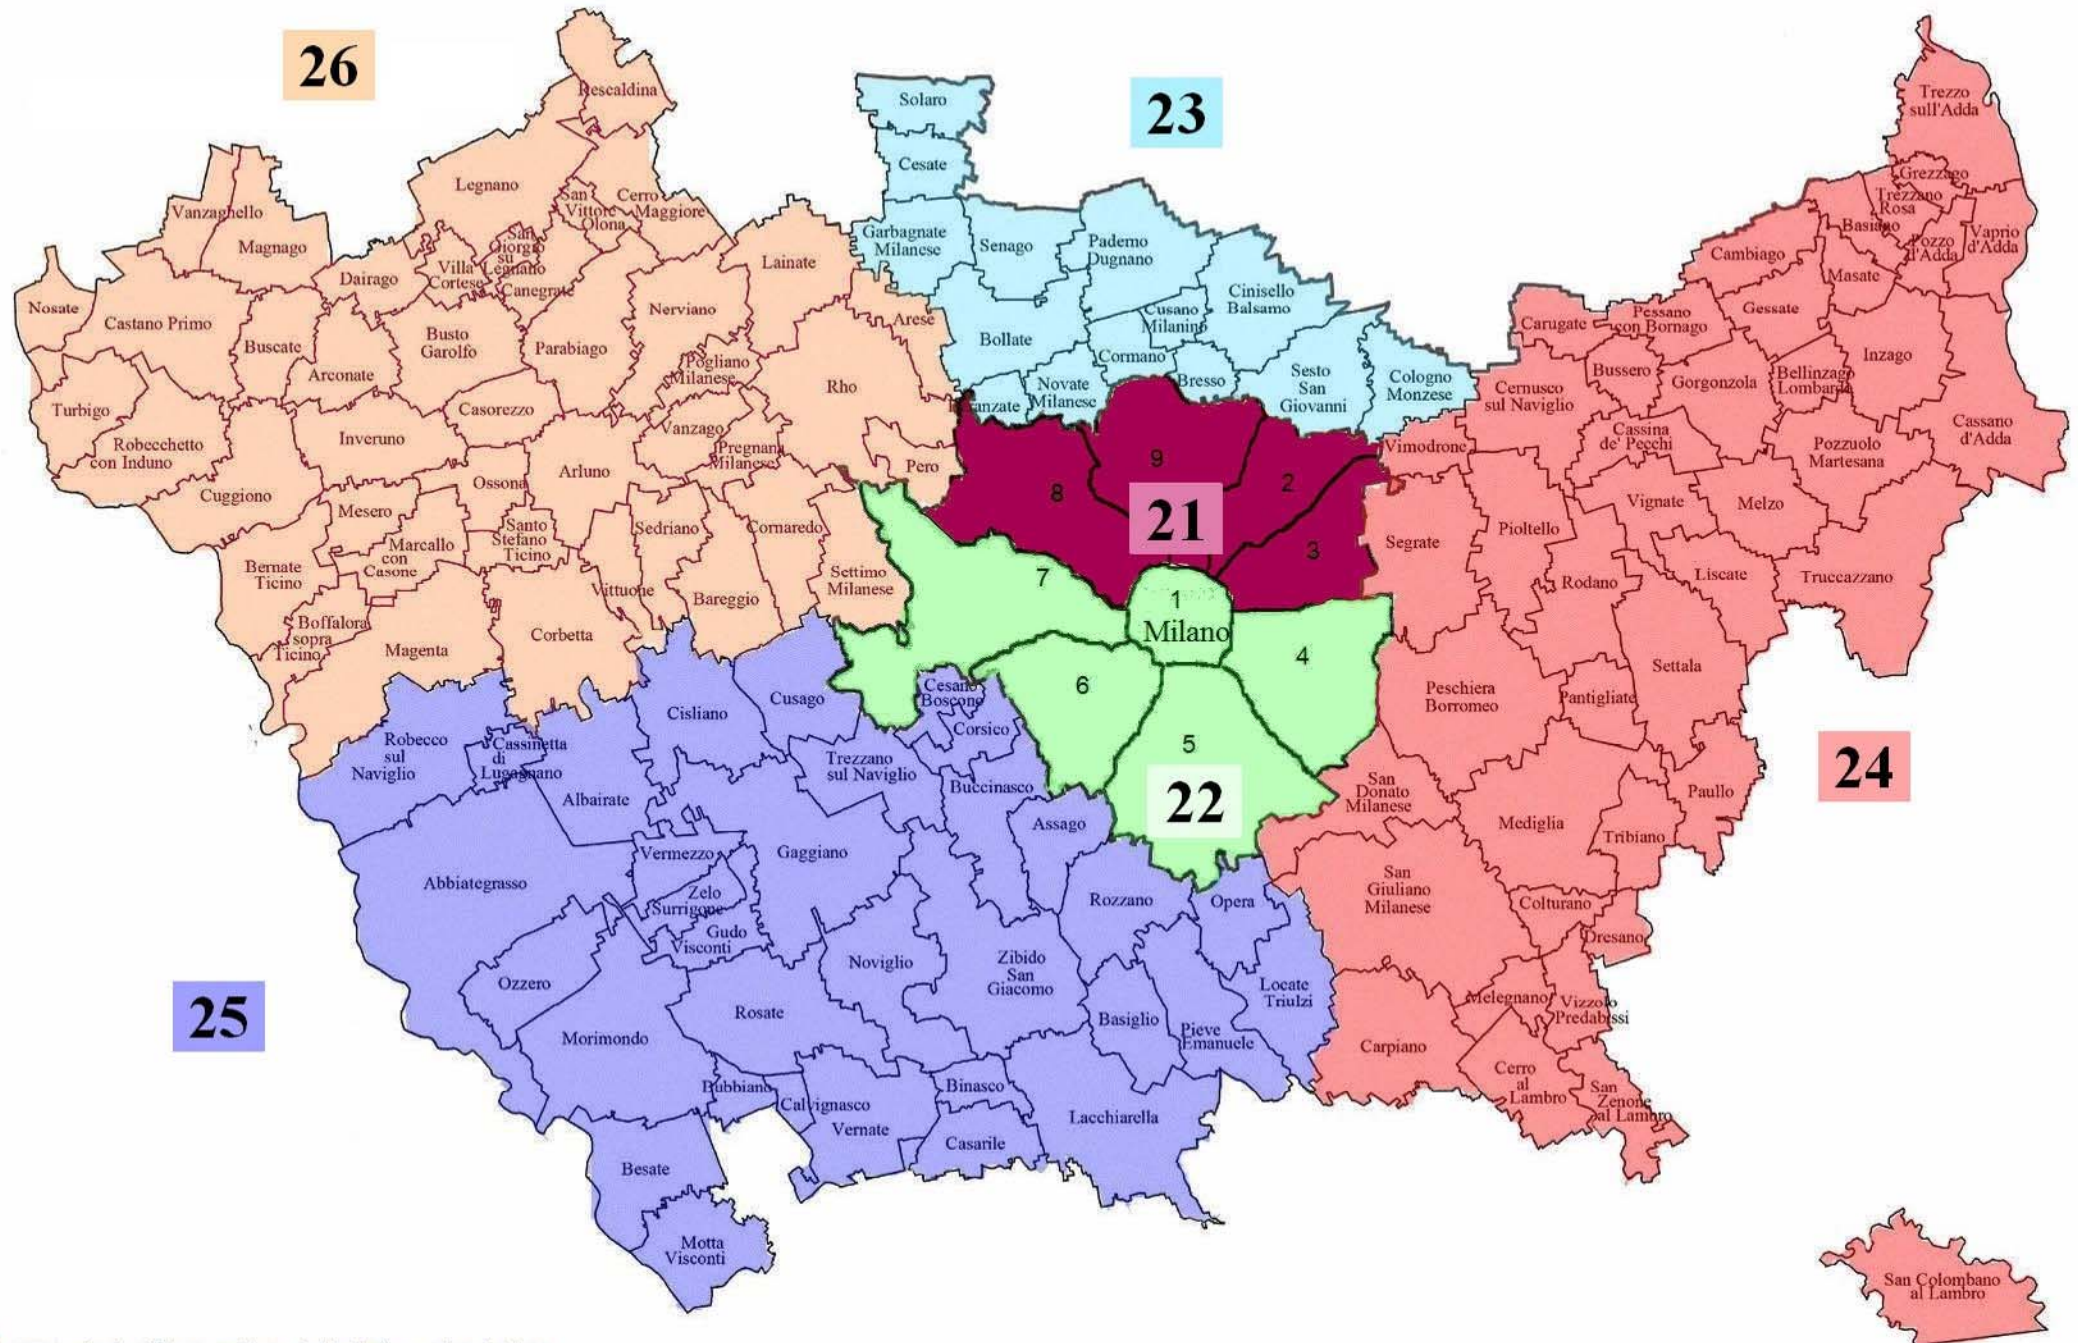 26
Rescaldina
23
Solaro
Cesate
Trezzo
sull'Adda
Grezzago
Trezzano
Rosa
Basiano
Pozzo
d'Adda
Vaprio
d'Adda
Cambiago
Masate
Gessate
Inzago
Pessano
con Bornago
Carugate
Bussero
Gorgonzola
Bellinzago
Lombardo
Cernusco
sul Naviglio
Cassina
de' Pecchi
Pozzuolo
Martesana
Cassano
d'Adda
Vimodrone
Vignate
Melzo
Segrate
Pioltello
Rodano
Liscate
Truccazzano
Settala
Peschiera
Borromeo
Pantigliate
24
San
Donato
Milanese
Mediglia
Paullo
Tribiano
San
Giuliano
Milanese
Colturano
Dresano
Melegnano
Vizzolo
Predabissi
Carpiano
Cerro
al
Lambro
San
Zenone
al Lambro
San Colombano
al Lambro
Legnano
San
Vittore
Olona
Cerro
Maggiore
Vanzaghello
Magnago
Dairago
Villa
Cortese
San
Giorgio
su
Legnano
Canegrate
Lainate
Nosate
Castano Primo
Buscate
Arconate
Busto
Garolfo
Parabiago
Nerviano
Arese
Pogliano
Milanese
Rho
Turbigo
Robecchetto
con Induno
Inveruno
Casorezzo
Vanzago
Pregnana
Milanese
Pero
Cuggiono
Ossona
Arluno
Mesero
Marcallo
con
Casone
Santo
Stefano
Ticino
Sedriano
Cornaredo
Bernate
Ticino
Vittuone
Bareggio
Settimo
Milanese
Boffalora
sopra
Ticino
Magenta
Corbetta
Garbagnate
Milanese
Senago
Paderno
Dugnano
Cinisello
Balsamo
Cusano
Milanino
Bollate
Cormano
Bresso
Novate
Milanese
Sesto
San
Giovanni
Cologno
Monzese
9
8
2
21
3
7
1
Milano
4
6
5
22
Cesano
Boscono
Corsico
Cusago
Cisliano
Robecco
sul
Naviglio
Cassinetta
di
Lugagnano
Albairate
Trezzano
sul Naviglio
Buccinasco
Assago
Abbiategrasso
Vermezzo
Gaggiano
Zelo
Surrigone
Gudo
Visconti
Rozzano
Opera
Ozzero
Noviglio
Zibido
San
Giacomo
Locate
Triulzi
25
Morimondo
Rosate
Basiglio
Pieve
Emanuele
Bubbiano
Calvignasco
Vernate
Binasco
Casarile
Lacchiarella
Besate
Motta
Visconti